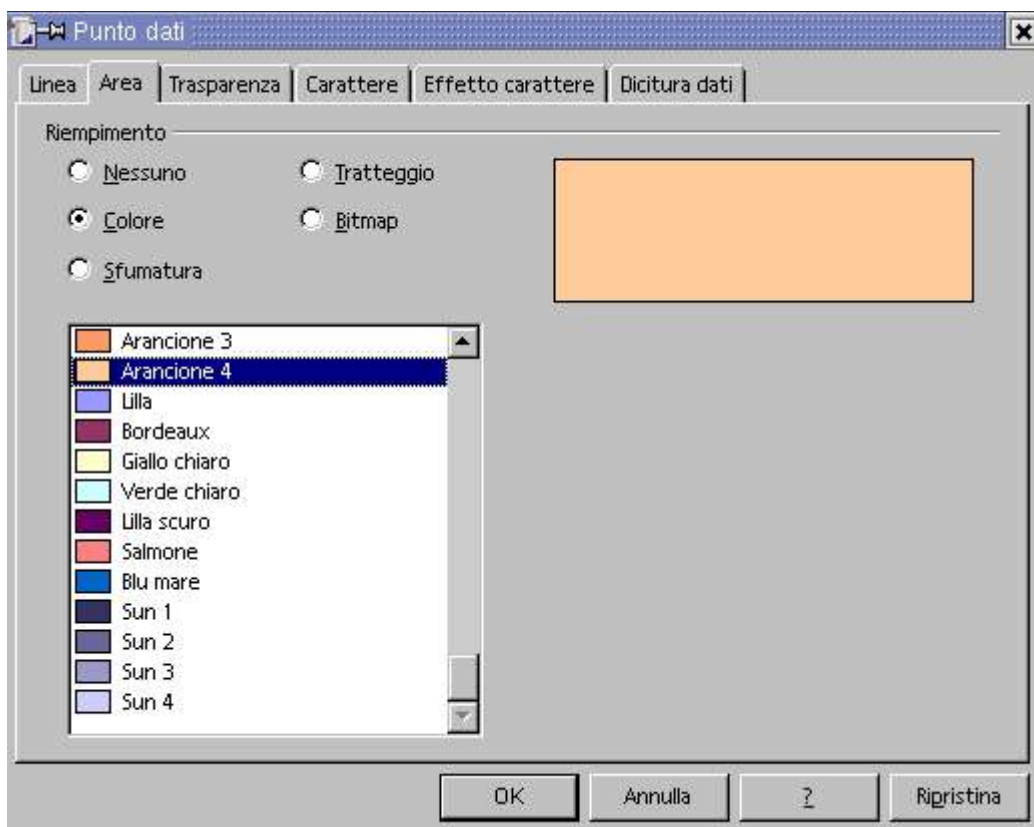 Punto dati
Linea Area Trasparenza Carattere Effetto carattere Dicitura dati
Riempimento
Nessuno Tratteggio
Colore Bitmap
Sfumatura
Arancione 3
Arancione 4
Lilla
Bordeaux
Giallo chiaro
Verde chiaro
Lilla scuro
Salmone
Blu mare
Sun 1
Sun 2
Sun 3
Sun 4
OK Annulla ? Ripristina